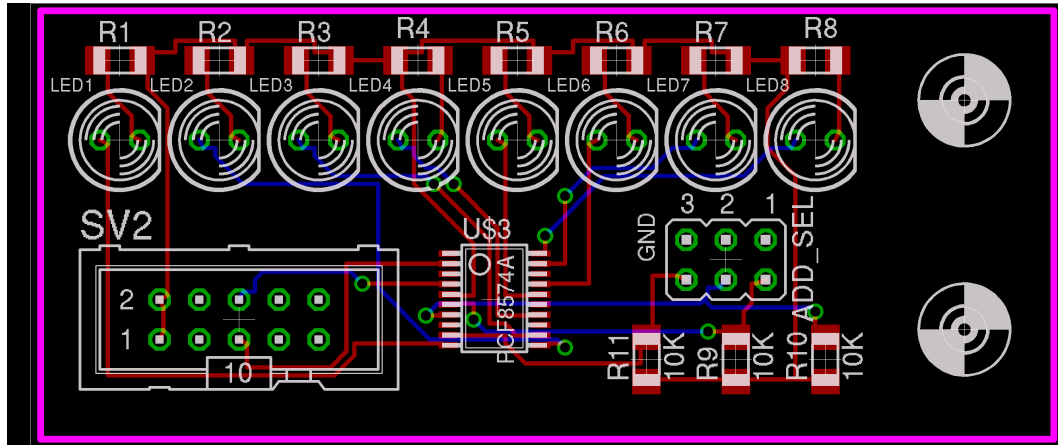 R1 R2 R3 R4 R5 R6 R7 R8
LED1 LED2 LED3 LED4 LED5 LED6 LED7 LED8
SV2
U$3
3 2 1
GND
ADD_SEL
PCF8574A
2
1
10
R11
10K
R9
10K
R10
10K